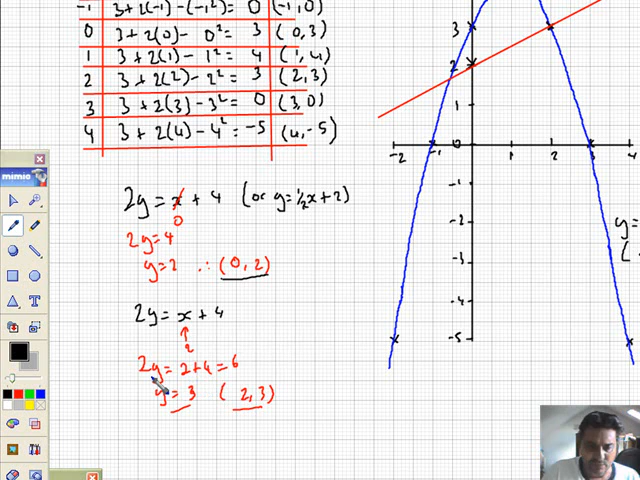 -1 3+2(-1)-(-1²)= 0 (-1,0)
0 3+2(0)- 0²= 3 (0,3)
1 3+2(1)-1²= 4 (1,4)
2 3+2(2)-2²= 3 (2,3)
3 3+2(3)-3²= 0 (3,0)
4 3+2(4)-4²=-5 (4,-5)
2y = x + 4 (or y=½x+2)
0
2y=4
y=2 ∴ (0,2)
2y = x + 4
2
2y= 2+4=6
y= 3 (2,3)
mimio
T
3
2
1
-2 -1 0 1 2 3 4
-1
-2
-3
-4
-5
y=
(